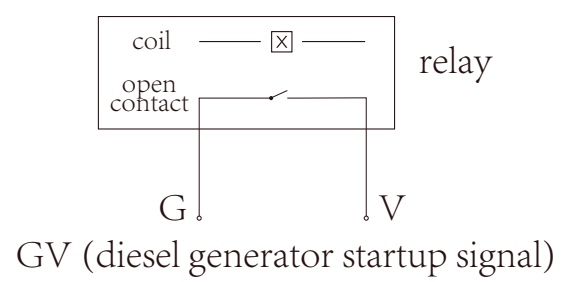 coil
X
relay
open
contact
G
V
GV (diesel generator startup signal)